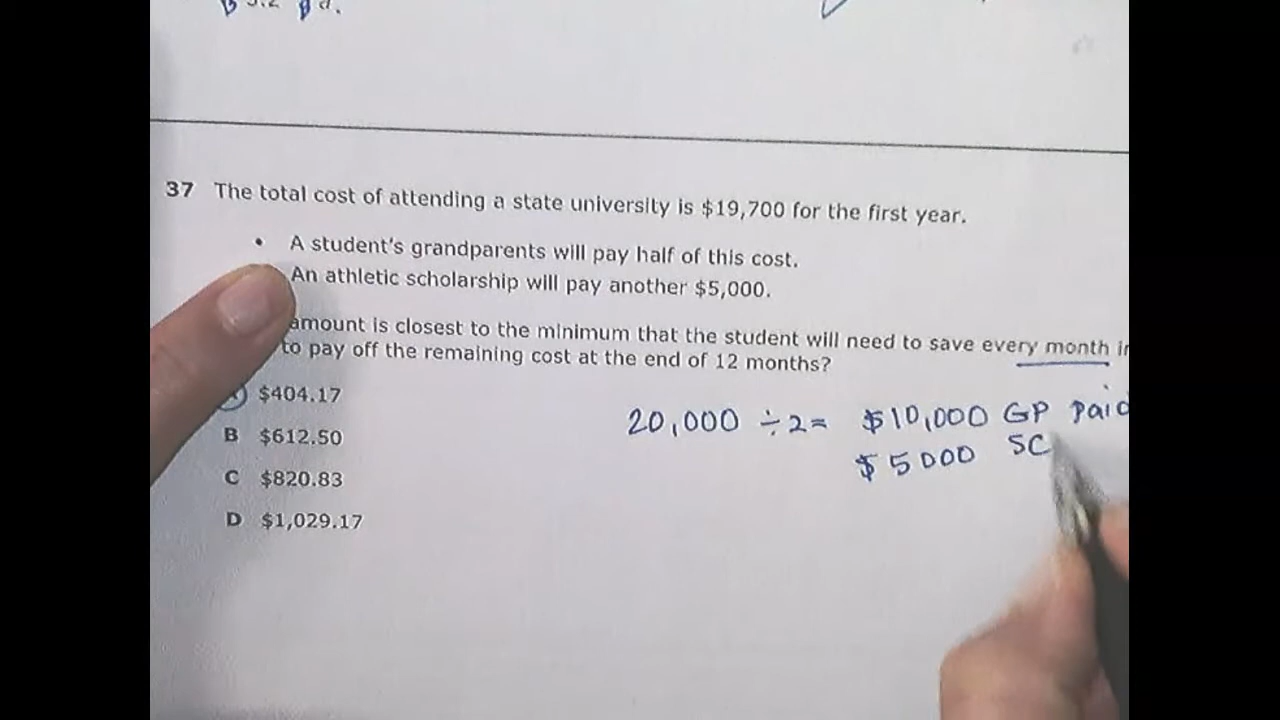 37 The total cost of attending a state university is $19,700 for the first year.
• A student's grandparents will pay half of this cost.
An athletic scholarship will pay another $5,000.
amount is closest to the minimum that the student will need to save every month
to pay off the remaining cost at the end of 12 months?
A $404.17
B $612.50
C $820.83
D $1,029.17
20,000 ÷2= $10,000 GP paid
$5000 SC